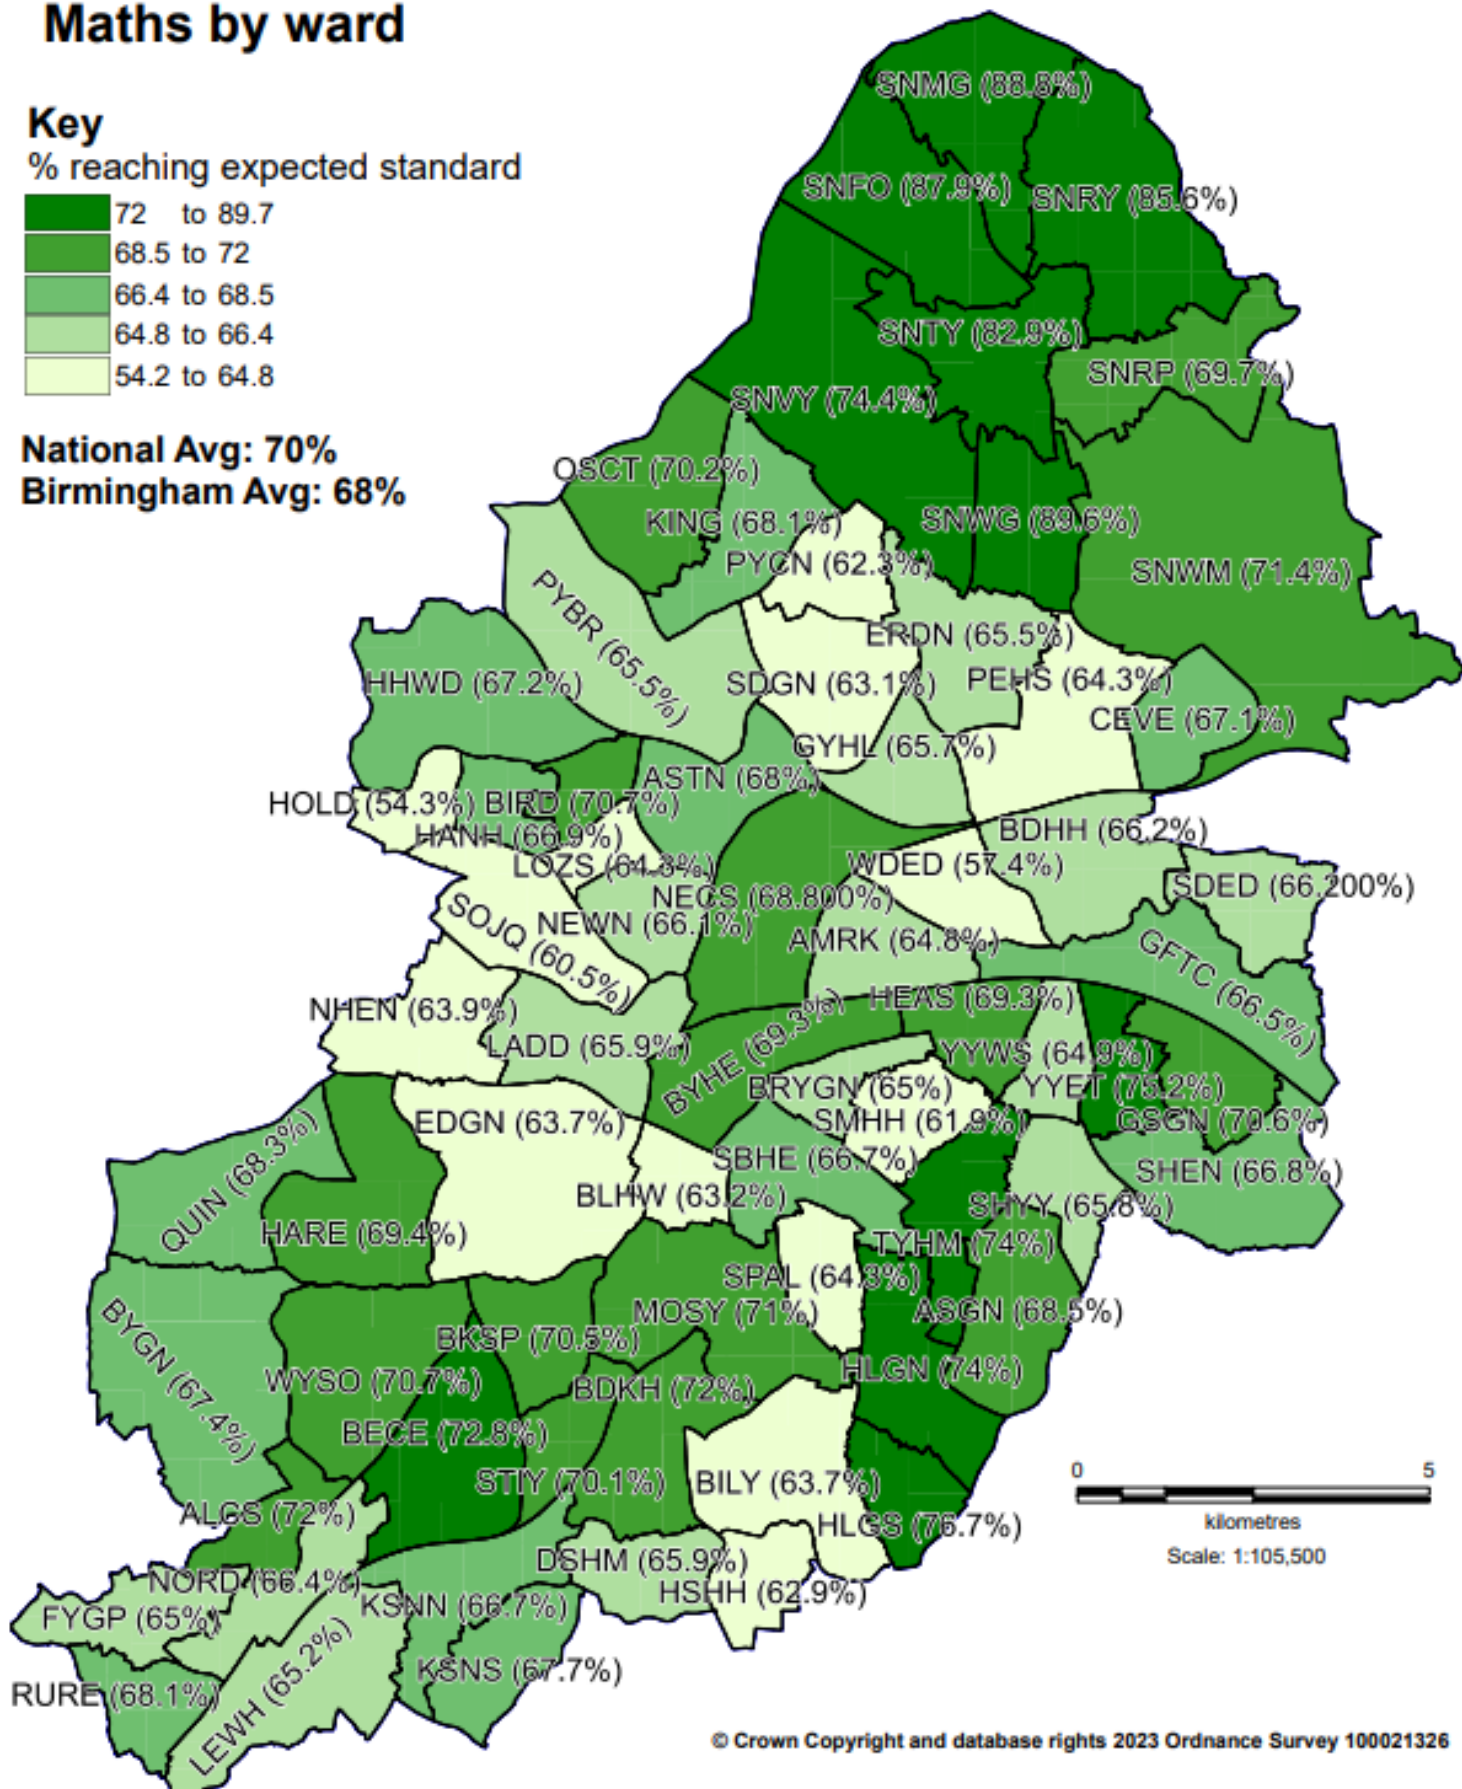 Maths by ward
Key
% reaching expected standard
72 to 89.7
68.5 to 72
66.4 to 68.5
64.8 to 66.4
54.2 to 64.8
National Avg: 70%
Birmingham Avg: 68%
SNMG (88.8%)
SNFO (87.9%)
SNRY (85.6%)
SNTY (82.9%)
SNRP (69.7%)
SNVY (74.4%)
OSCT (70.2%)
KING (68.1%)
SNWG (89.6%)
PYCN (62.3%)
SNWM (71.4%)
PYBR (65.5%)
ERDN (65.5%)
HHWD (67.2%)
SDGN (63.1%)
PEHS (64.3%)
CEVE (67.1%)
GYHL (65.7%)
ASTN (68%)
HOLD (54.3%)
BIRD (70.7%)
HANH (66.9%)
BDHH (66.2%)
LOZS (64.3%)
WDED (57.4%)
NECS (68.800%)
SDED (66.200%)
NEWN (66.1%)
SOJQ (60.5%)
AMRK (64.8%)
GFTC (66.5%)
NHEN (63.9%)
HEAS (69.3%)
LADD (65.9%)
BYHE (69.3%)
YYWS (64.9%)
BRYGN (65%)
YYET (75.2%)
EDGN (63.7%)
SMHH (61.9%)
GSGN (70.6%)
QUIN (68.3%)
SBHE (66.7%)
SHEN (66.8%)
BLHW (63.2%)
SHYY (65.8%)
HARE (69.4%)
TYHM (74%)
SPAL (64.3%)
MOSY (71%)
ASGN (68.5%)
BYGN (67.4%)
BKSP (70.5%)
WYSO (70.7%)
BDKH (72%)
HLGN (74%)
BECE (72.8%)
STIY (70.1%)
BILY (63.7%)
0 5
kilometres
Scale: 1:105,500
ALGS (72%)
HLGS (76.7%)
DSHM (65.9%)
NORD (66.4%)
HSHH (62.9%)
FYGP (65%)
KSNN (66.7%)
LEWH (65.2%)
KSNS (67.7%)
RURE (68.1%)
© Crown Copyright and database rights 2023 Ordnance Survey 100021326